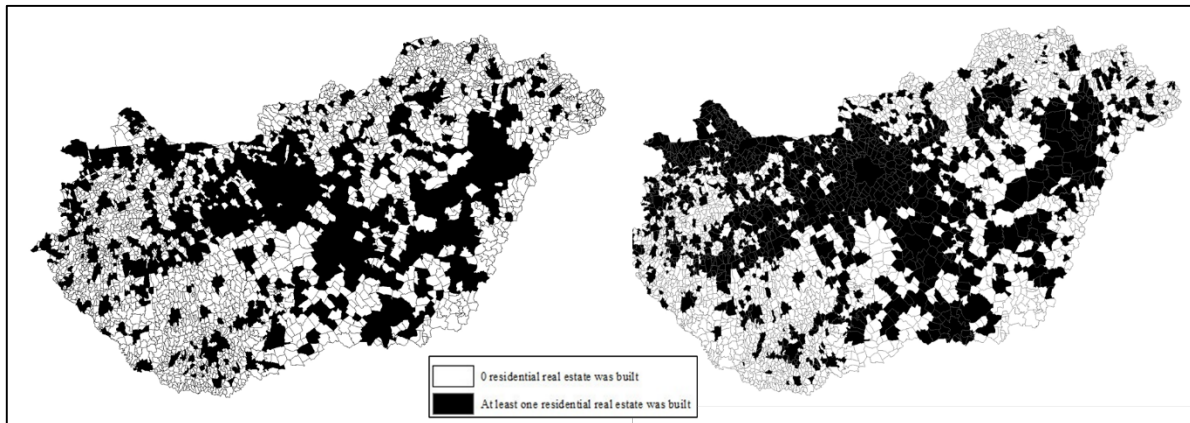 0 residential real estate was built
At least one residential real estate was built